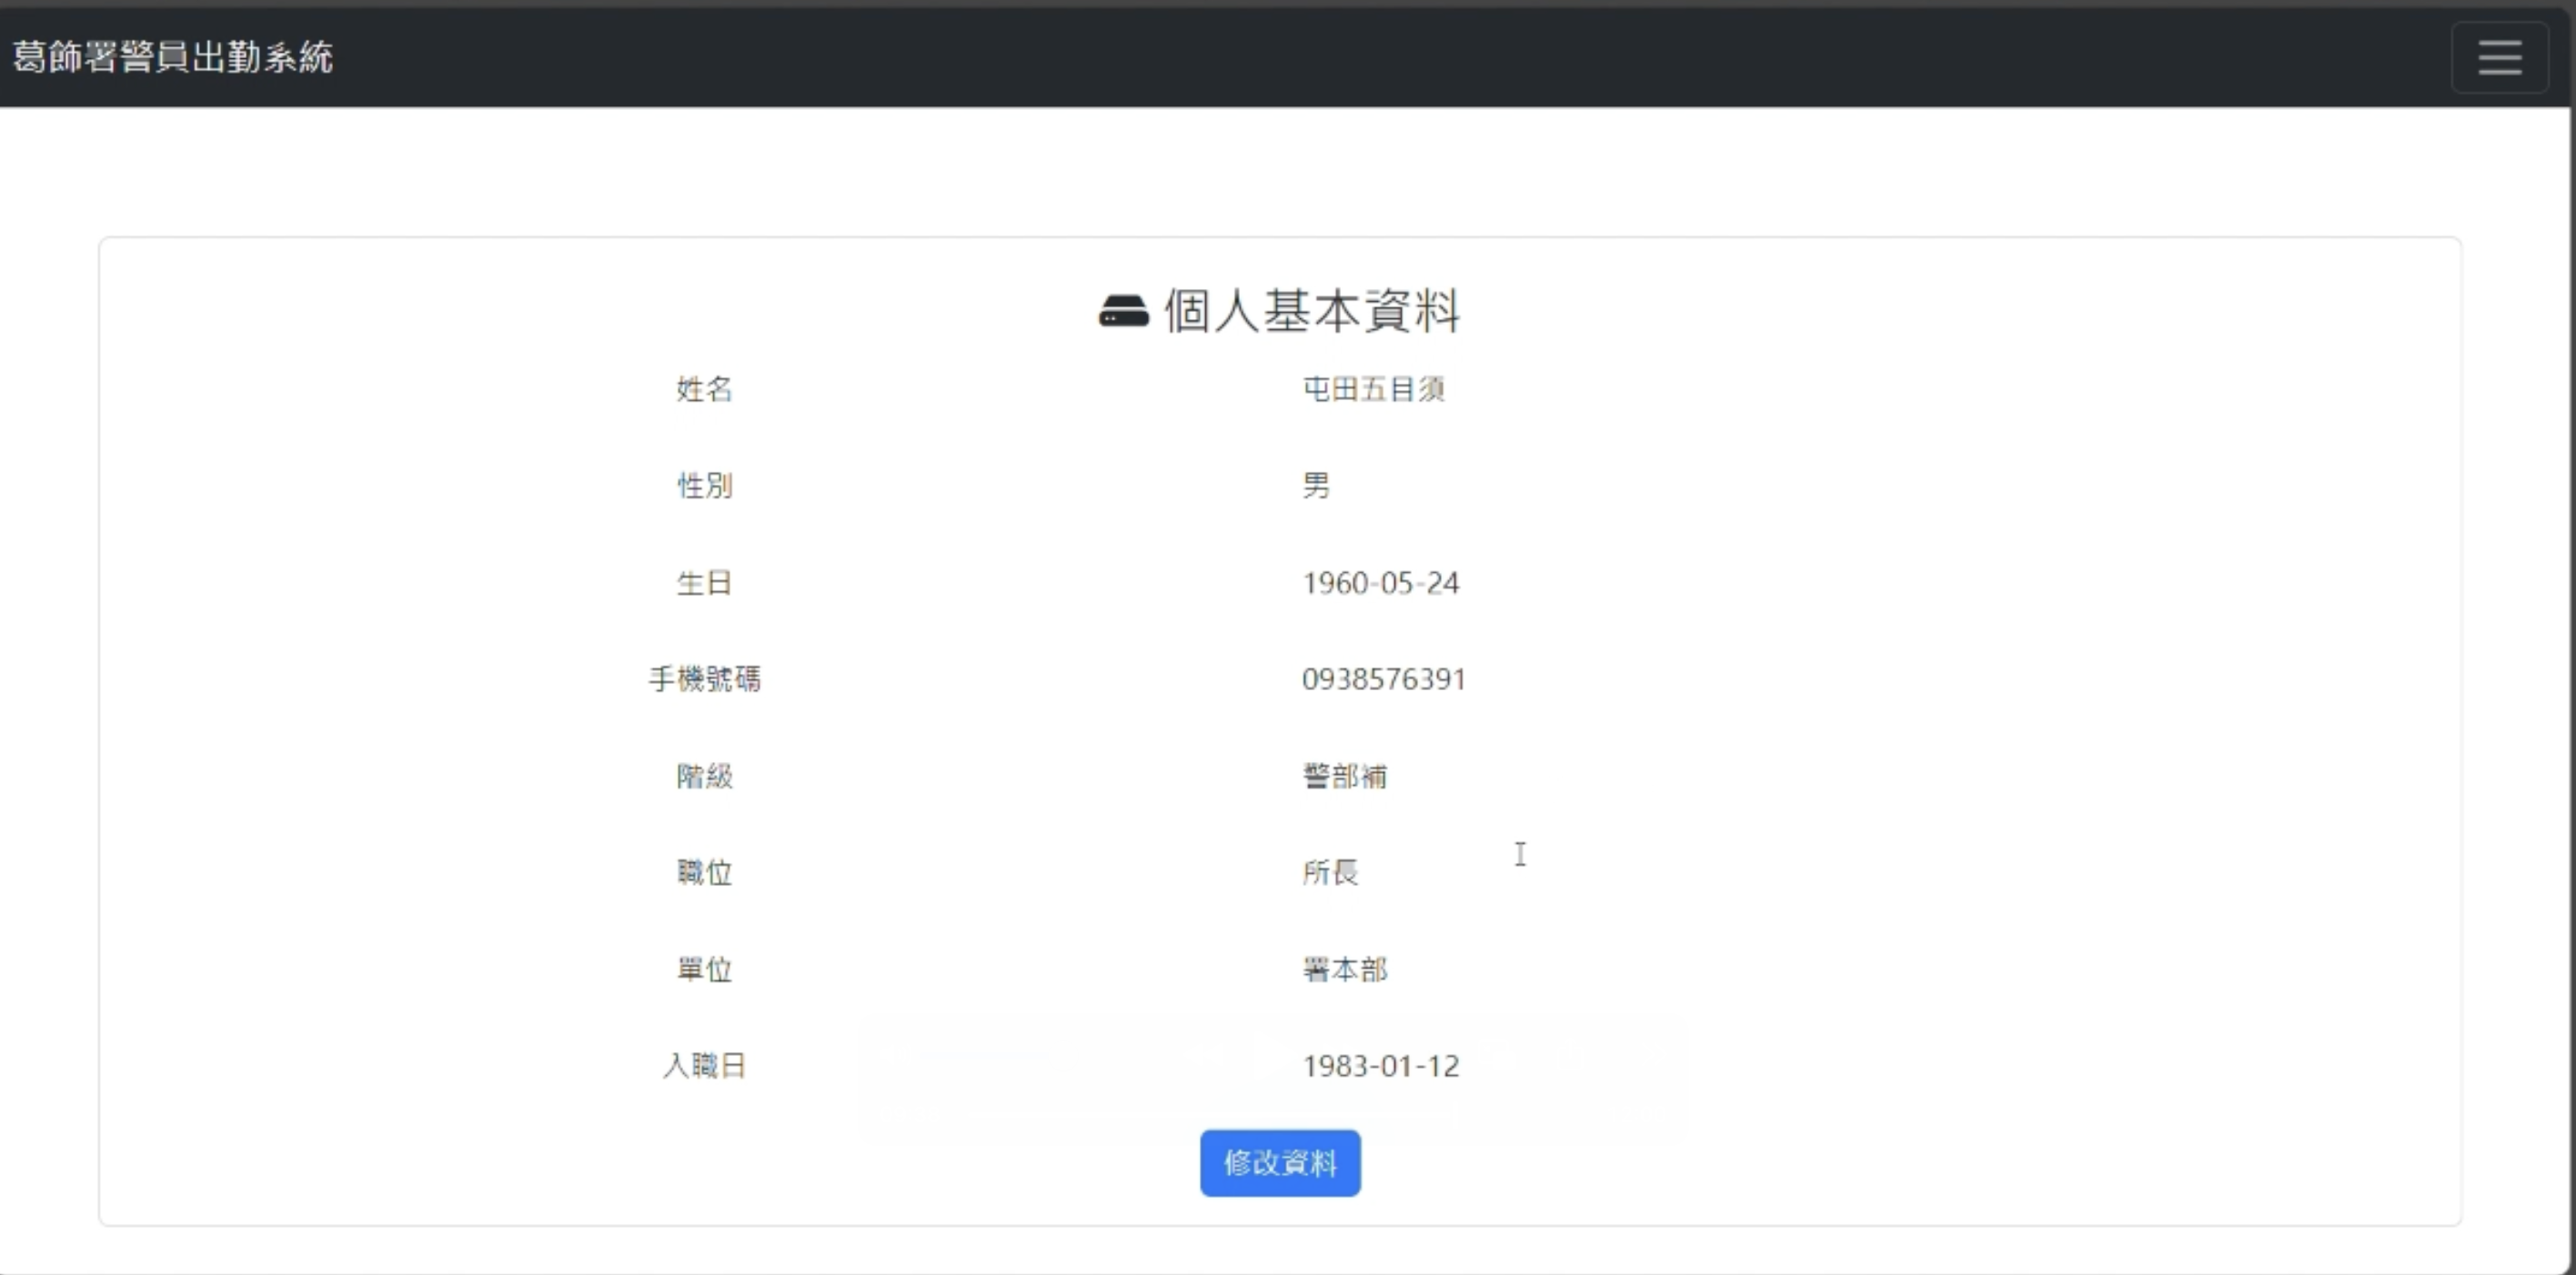 葛飾署警員出勤系統
個人基本資料
姓名 屯田五目須
性別 男
生日 1960-05-24
手機號碼 0938576391
階級 警部補
職位 所長
單位 署本部
入職日 1983-01-12
修改資料